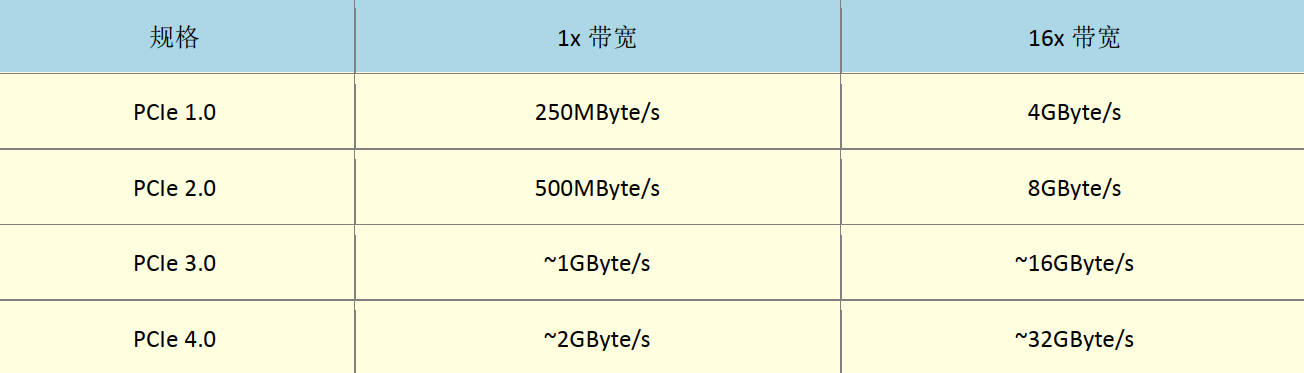 规格 1x 带宽 16x 带宽
PCIe 1.0 250MByte/s 4GByte/s
PCIe 2.0 500MByte/s 8GByte/s
PCIe 3.0 ~1GByte/s ~16GByte/s
PCIe 4.0 ~2GByte/s ~32GByte/s